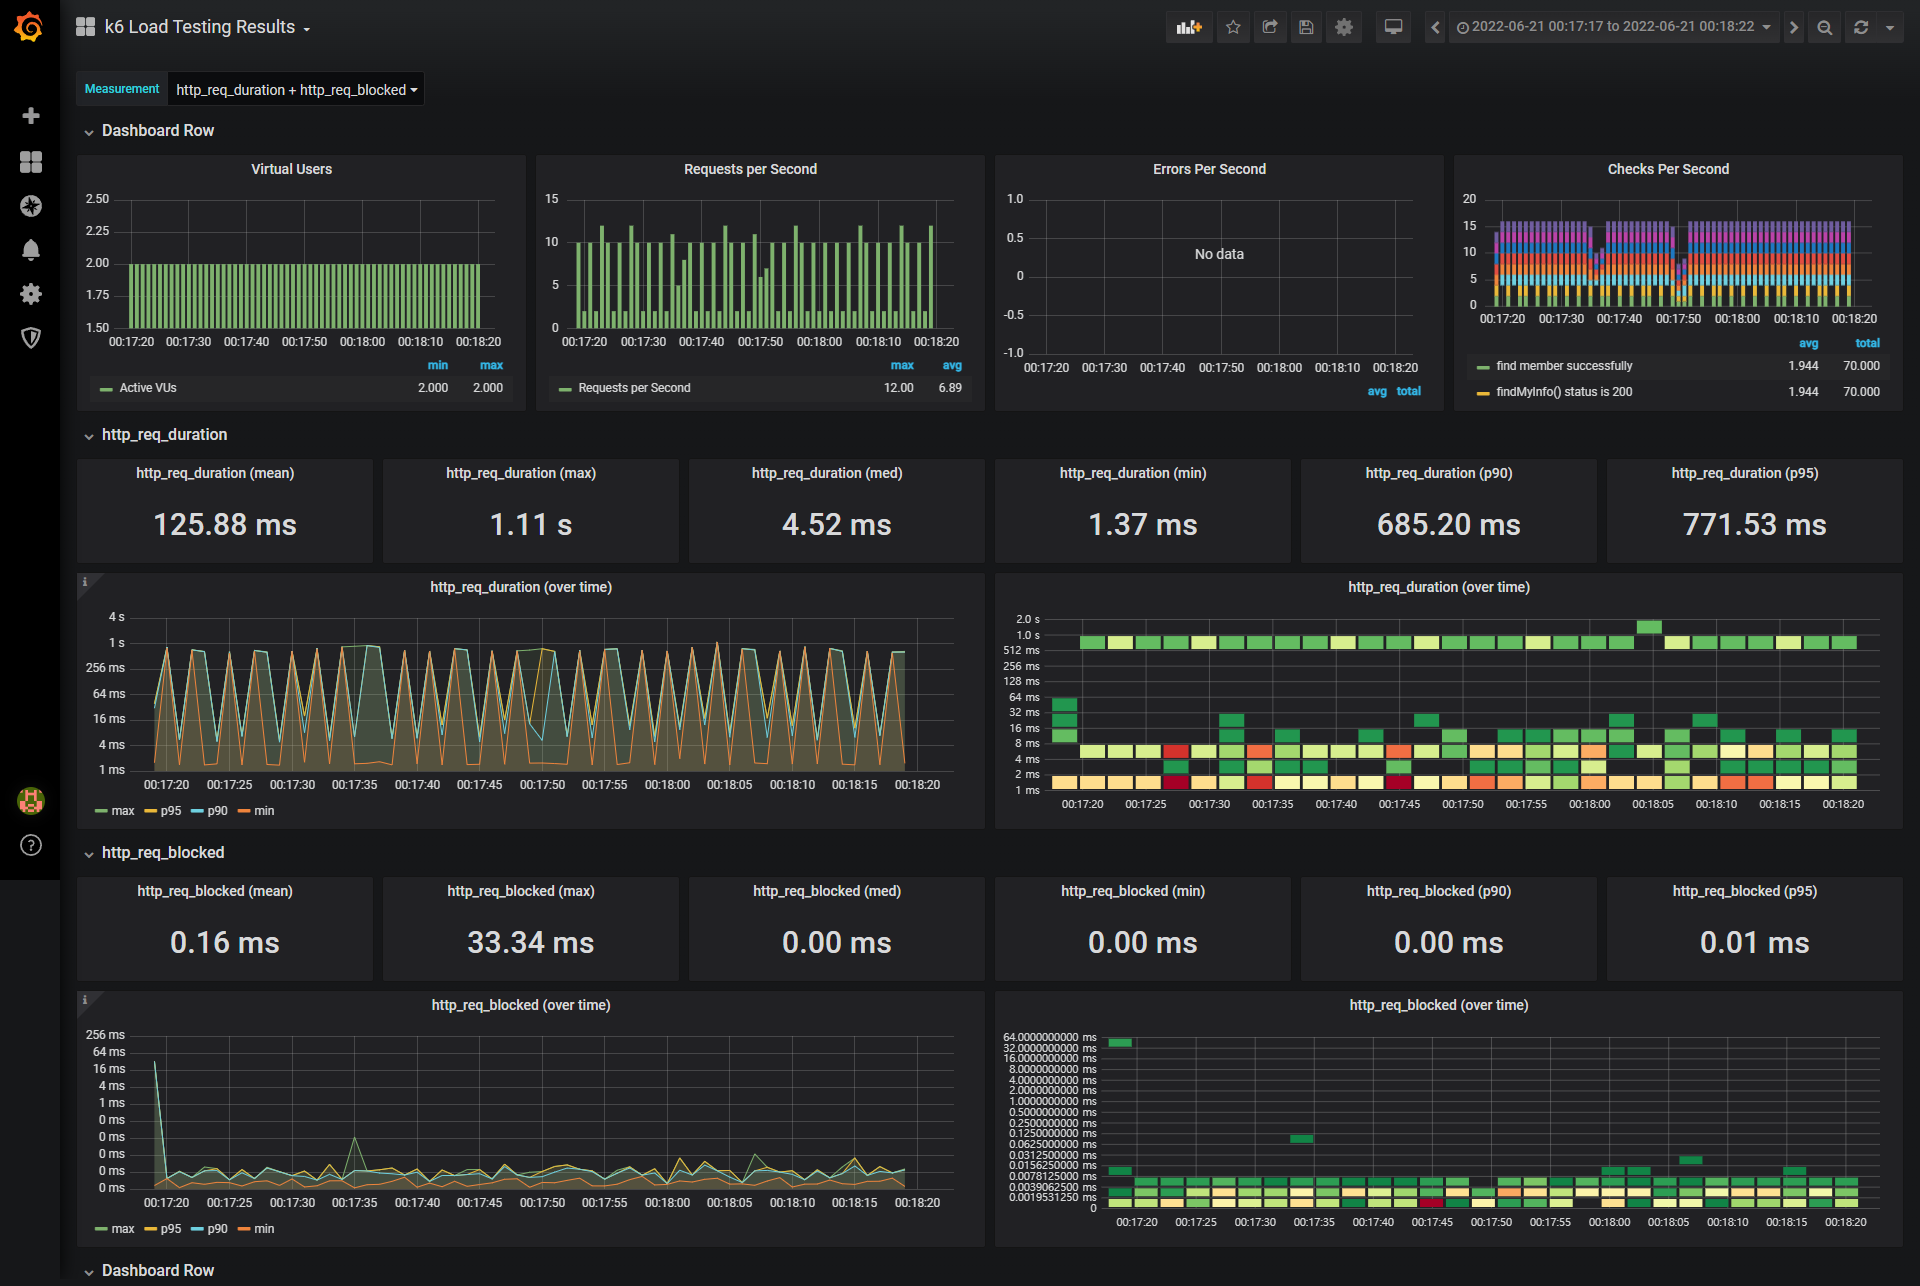 k6 Load Testing Results
2022-06-21 00:17:17 to 2022-06-21 00:18:22
Measurement http_req_duration + http_req_blocked
Dashboard Row
Virtual Users
2.50
2.25
2.00
1.75
1.50
00:17:20 00:17:30 00:17:40 00:17:50 00:18:00 00:18:10 00:18:20
min max
Active VUs 2.000 2.000
Requests per Second
15
10
5
0
00:17:20 00:17:30 00:17:40 00:17:50 00:18:00 00:18:10 00:18:20
max avg
Requests per Second 12.00 6.89
Errors Per Second
1.0
0.5
0
-0.5
-1.0
No data
00:17:20 00:17:30 00:17:40 00:17:50 00:18:00 00:18:10 00:18:20
avg total
Checks Per Second
20
15
10
5
0
00:17:20 00:17:30 00:17:40 00:17:50 00:18:00 00:18:10 00:18:20
avg total
find member successfully 1.944 70.000
findMyInfo() status is 200 1.944 70.000
http_req_duration
http_req_duration (mean)
125.88 ms
http_req_duration (max)
1.11 s
http_req_duration (med)
4.52 ms
http_req_duration (min)
1.37 ms
http_req_duration (p90)
685.20 ms
http_req_duration (p95)
771.53 ms
http_req_duration (over time)
4 s
1 s
256 ms
64 ms
16 ms
4 ms
1 ms
00:17:20 00:17:25 00:17:30 00:17:35 00:17:40 00:17:45 00:17:50 00:17:55 00:18:00 00:18:05 00:18:10 00:18:15 00:18:20
max p95 p90 min
http_req_duration (over time)
2.0 s
1.0 s
512 ms
256 ms
128 ms
64 ms
32 ms
16 ms
8 ms
4 ms
2 ms
1 ms
00:17:20 00:17:25 00:17:30 00:17:35 00:17:40 00:17:45 00:17:50 00:17:55 00:18:00 00:18:05 00:18:10 00:18:15 00:18:20
http_req_blocked
http_req_blocked (mean)
0.16 ms
http_req_blocked (max)
33.34 ms
http_req_blocked (med)
0.00 ms
http_req_blocked (min)
0.00 ms
http_req_blocked (p90)
0.00 ms
http_req_blocked (p95)
0.01 ms
http_req_blocked (over time)
256 ms
64 ms
16 ms
4 ms
1 ms
0 ms
0 ms
0 ms
0 ms
0 ms
00:17:20 00:17:25 00:17:30 00:17:35 00:17:40 00:17:45 00:17:50 00:17:55 00:18:00 00:18:05 00:18:10 00:18:15 00:18:20
max p95 p90 min
http_req_blocked (over time)
64.0000000000 ms
32.0000000000 ms
16.0000000000 ms
8.0000000000 ms
4.0000000000 ms
2.0000000000 ms
1.0000000000 ms
0.5000000000 ms
0.2500000000 ms
0.1250000000 ms
0.0625000000 ms
0.0312500000 ms
0.0156250000 ms
0.0078125000 ms
0.0039062500 ms
0.0019531250 ms
0
00:17:20 00:17:25 00:17:30 00:17:35 00:17:40 00:17:45 00:17:50 00:17:55 00:18:00 00:18:05 00:18:10 00:18:15 00:18:20
Dashboard Row